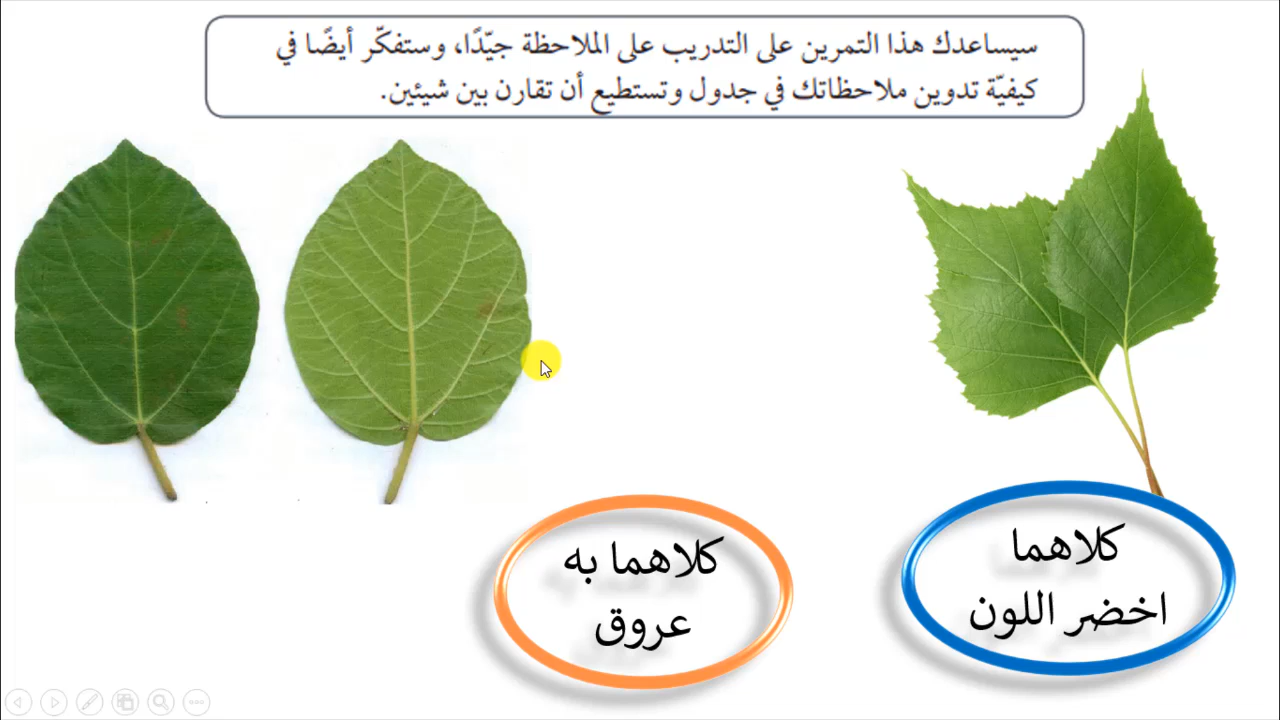 سيساعدك هذا التمرين على التدريب على الملاحظة جيّدًا، وستفكّر أيضًا في
كيفيّة تدوين ملاحظاتك في جدول وتستطيع أن تقارن بين شيئين.
كلاهما
اخضر اللون
كلاهما به
عروق